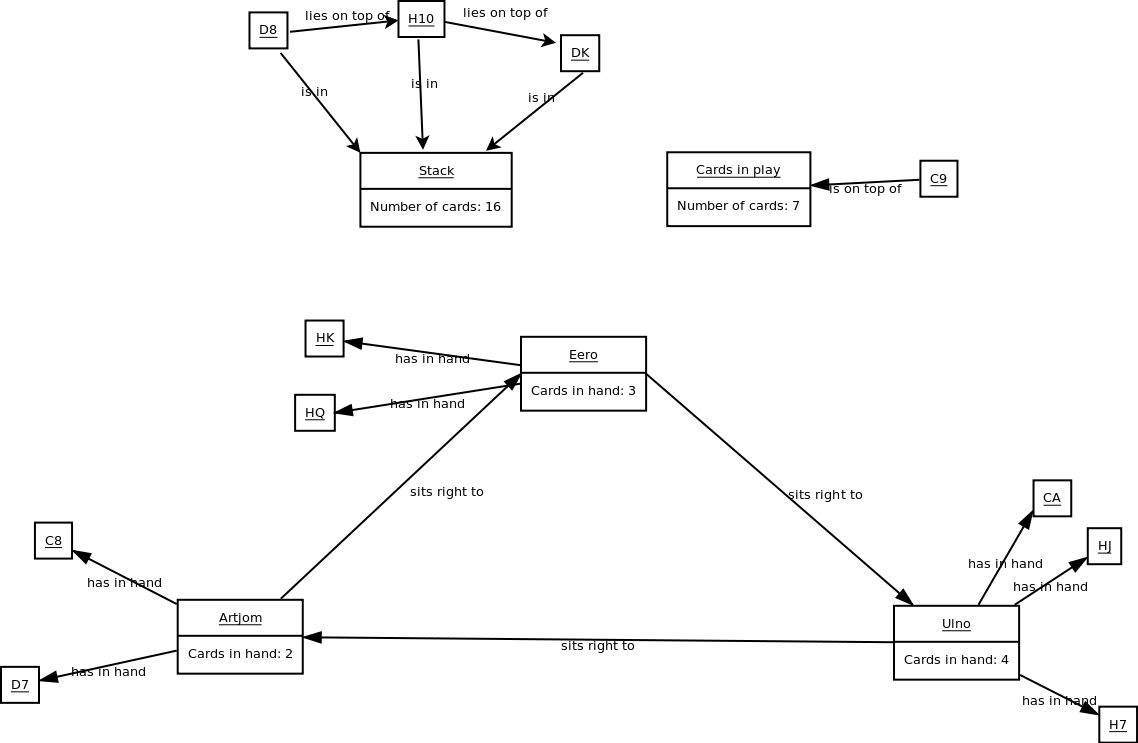 D8
lies on top of
H10
lies on top of
DK
is in
is in
is in
Stack
Number of cards: 16
Cards in play
Number of cards: 7
is on top of
C9
HK
has in hand
Eero
Cards in hand: 3
HQ
has in hand
sits right to
sits right to
CA
has in hand
HJ
has in hand
C8
has in hand
Artjom
Cards in hand: 2
sits right to
Ulno
Cards in hand: 4
D7
has in hand
has in hand
H7